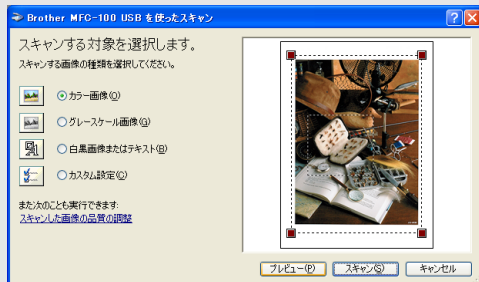 Brother MFC-100 USB を使ったスキャン
スキャンする対象を選択します。
スキャンする画像の種類を選択してください。
カラー画像(O)
グレースケール画像(G)
白黒画像またはテキスト(B)
カスタム設定(C)
また次のことも実行できます:
スキャンした画像の品質の調整
プレビュー(P) スキャン(S) キャンセル